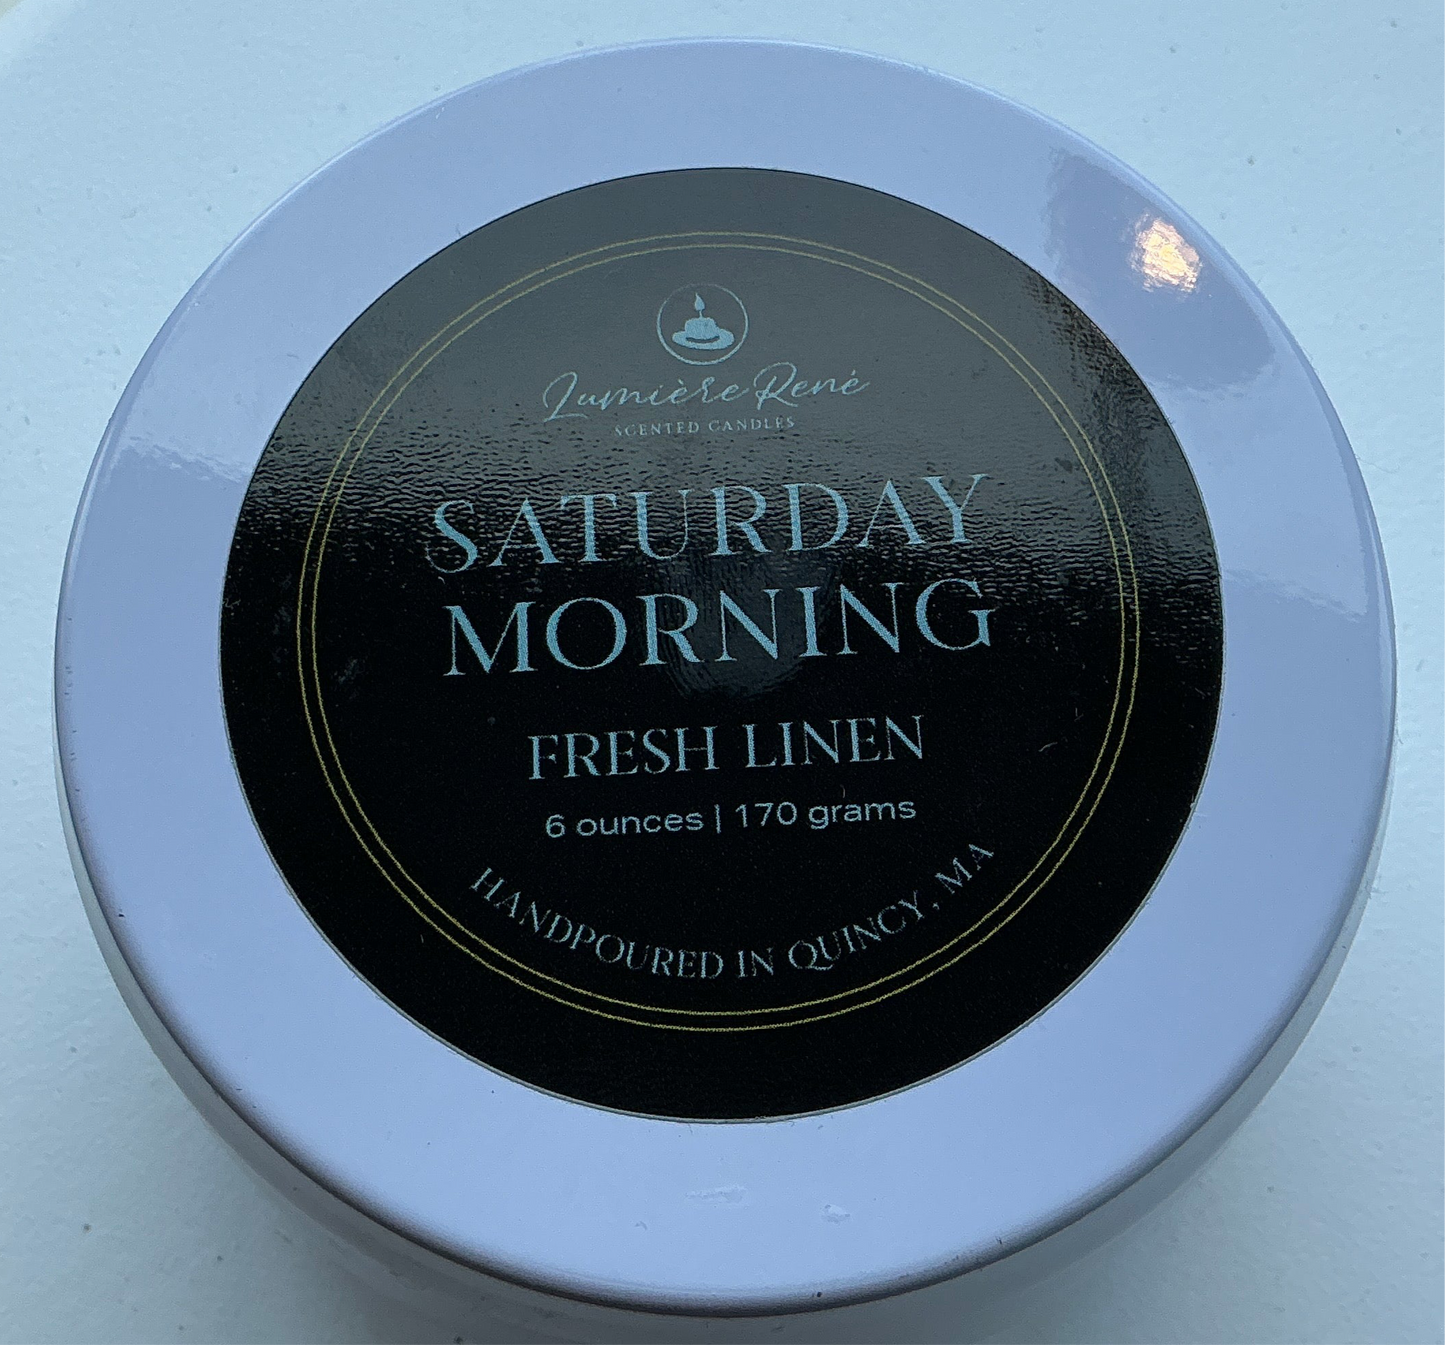 Lumière René
SCENTED CANDLES
SATURDAY
MORNING
FRESH LINEN
6 ounces | 170 grams
HANDPOURED IN QUINCY, MA